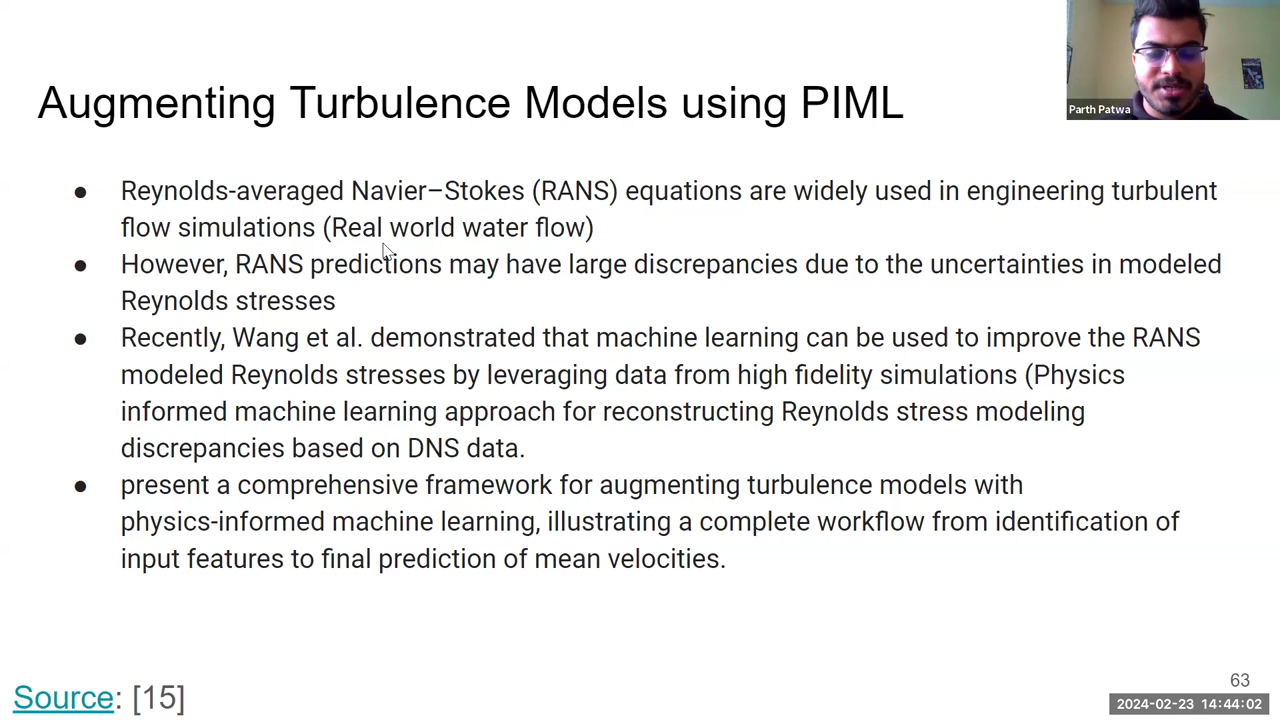 Parth Patwa
Augmenting Turbulence Models using PIML
● Reynolds-averaged Navier–Stokes (RANS) equations are widely used in engineering turbulent
flow simulations (Real world water flow)
● However, RANS predictions may have large discrepancies due to the uncertainties in modeled
Reynolds stresses
● Recently, Wang et al. demonstrated that machine learning can be used to improve the RANS
modeled Reynolds stresses by leveraging data from high fidelity simulations (Physics
informed machine learning approach for reconstructing Reynolds stress modeling
discrepancies based on DNS data.
● present a comprehensive framework for augmenting turbulence models with
physics-informed machine learning, illustrating a complete workflow from identification of
input features to final prediction of mean velocities.
Source: [15]
63
2024-02-23 14:44:02